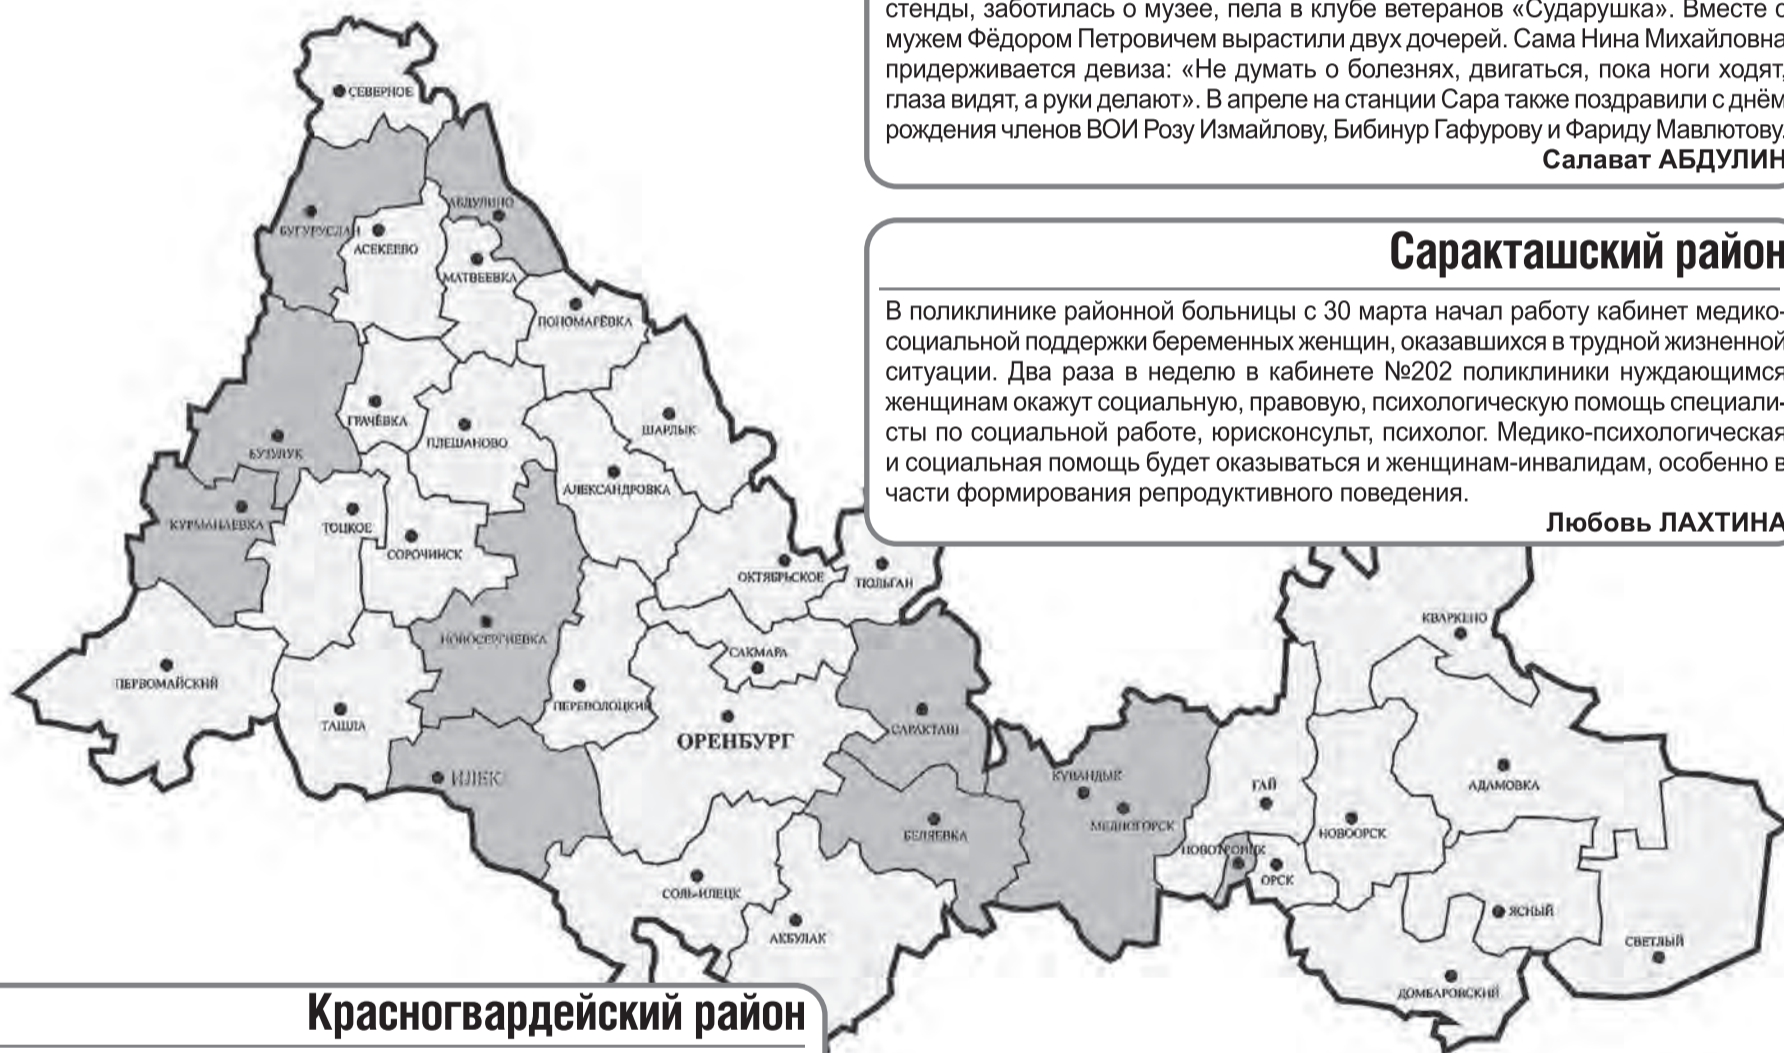 стенды, заботилась о музее, пела в клубе ветеранов «Сударушка». Вместе с
мужем Фёдором Петровичем вырастили двух дочерей. Сама Нина Михайловна
придерживается девиза: «Не думать о болезнях, двигаться, пока ноги ходят,
глаза видят, а руки делают». В апреле на станции Сара также поздравили с днём
рождения членов ВОИ Розу Измайлову, Бибинур Гафурову и Фариду Мавлютову.
Салават АБДУЛИН
Саракташский район
В поликлинике районной больницы с 30 марта начал работу кабинет медико-
социальной поддержки беременных женщин, оказавшихся в трудной жизненной
ситуации. Два раза в неделю в кабинете №202 поликлиники нуждающимся
женщинам окажут социальную, правовую, психологическую помощь специали-
сты по социальной работе, юрисконсульт, психолог. Медико-психологическая
и социальная помощь будет оказываться и женщинам-инвалидам, особенно в
части формирования репродуктивного поведения.
Любовь ЛАХТИНА
СЕВЕРНОЕ
АБДУЛИНО
БУГУРУСЛАН
АСЕКЕЕВО
МАТВЕЕВКА
ПОНОМАРЁВКА
ГРАЧЁВКА
ПЛЕШАНОВО
ШАРЛЫК
БУЗУЛУК
АЛЕКСАНДРОВКА
КУРМАНАЕВКА
ТОЦКОЕ
СОРОЧИНСК
ОКТЯБРЬСКОЕ
ТЮЛЬГАН
КВАРКЕНО
НОВОСЕРГИЕВКА
САКМАРА
ПЕРВОМАЙСКИЙ
ПЕРЕВОЛОЦКИЙ
ТАШЛА
ОРЕНБУРГ
САРАКТАШ
ИЛЕК
КУВАНДЫК
ГАЙ
АДАМОВКА
МЕДНОГОРСК
БЕЛЯЕВКА
НОВООРСК
НОВОТРОИЦК
ОРСК
СОЛЬ-ИЛЕЦК
ЯСНЫЙ
АКБУЛАК
СВЕТЛЫЙ
ДОМБАРОВСКИЙ
Красногвардейский район